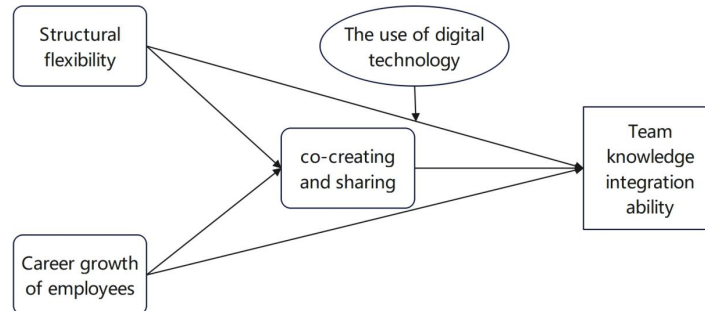 Structural
flexibility
The use of digital
technology
co-creating
and sharing
Team
knowledge
integration
ability
Career growth
of employees